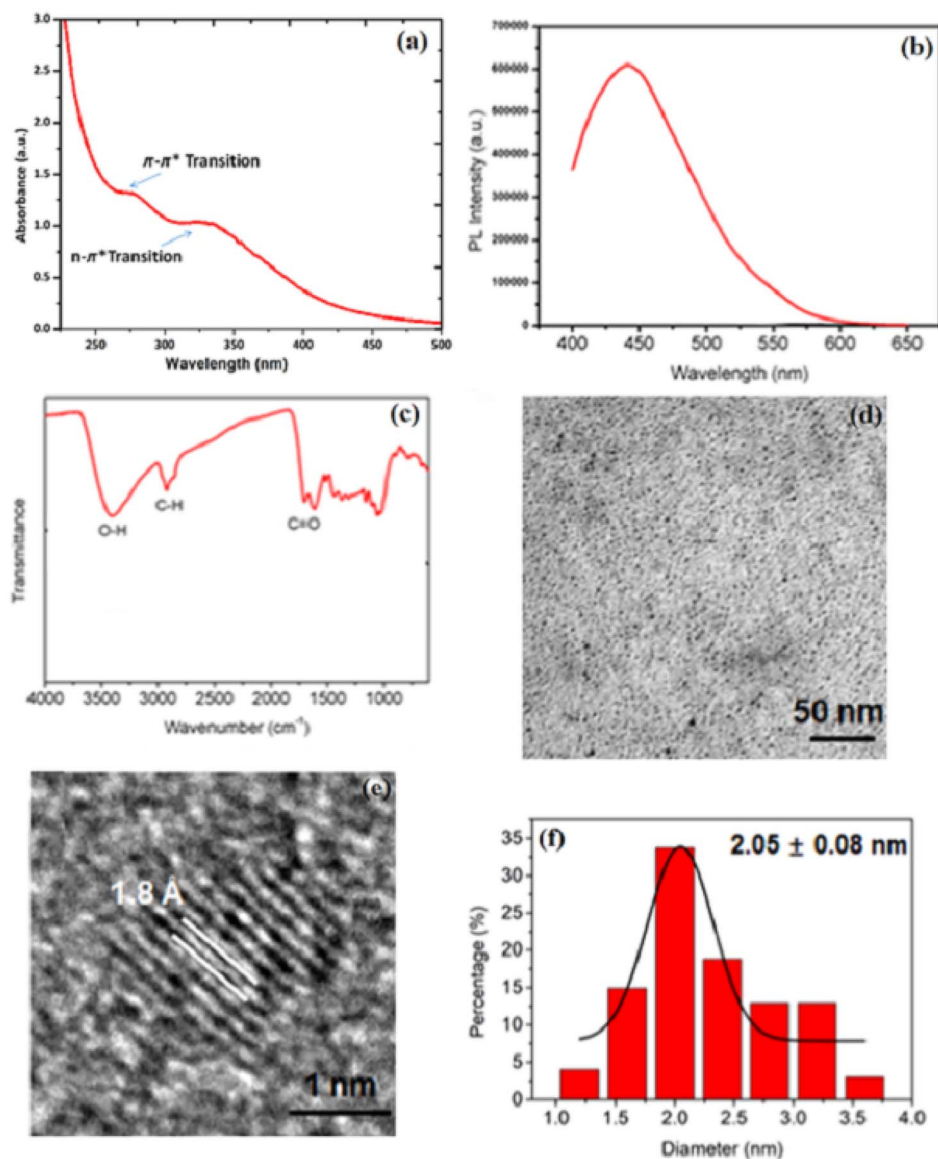 (a)
3.0
2.5
2.0
1.5
1.0
0.5
0.0
Absorbance (a.u.)
π-π* Transition
n-π* Transition
250 300 350 400 450 500
Wavelength (nm)
(b)
700000
600000
500000
400000
300000
200000
100000
0
PL Intensity (a.u.)
400 450 500 550 600 650
Wavelength (nm)
(c)
Transmittance
O-H
C-H
C=O
4000 3500 3000 2500 2000 1500 1000
Wavenumber (cm⁻¹)
(d)
50 nm
(e)
1.8 Å
1 nm
(f)
2.05 ± 0.08 nm
35
30
25
20
15
10
5
0
Percentage (%)
1.0 1.5 2.0 2.5 3.0 3.5 4.0
Diameter (nm)